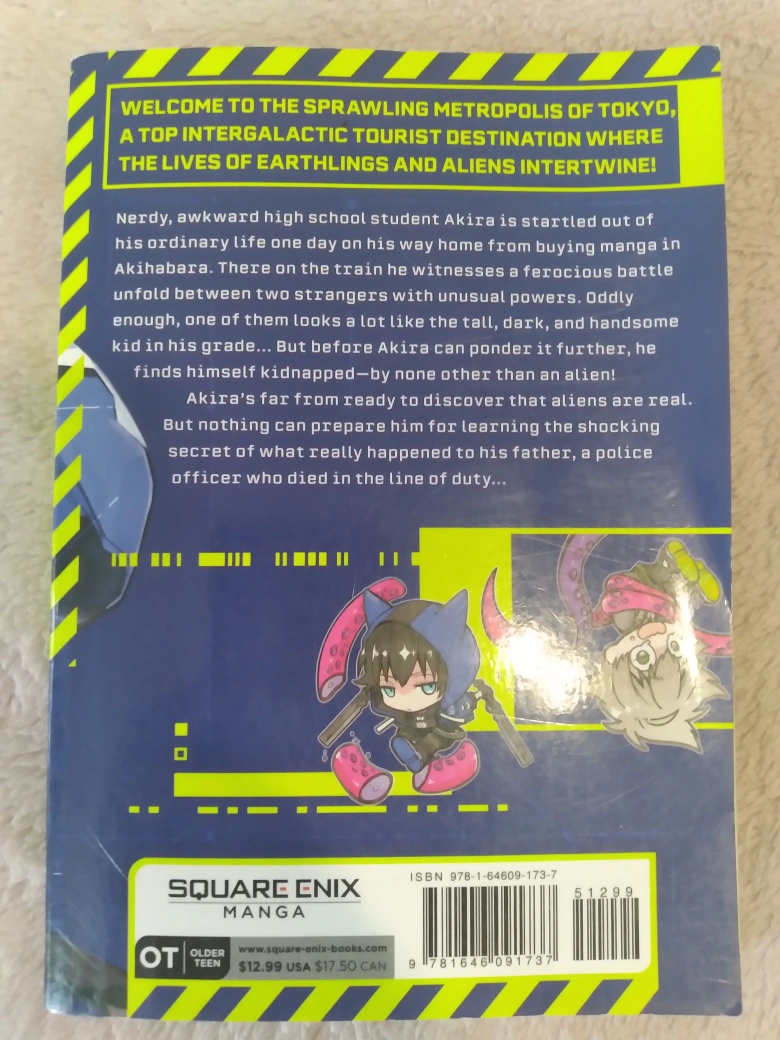 WELCOME TO THE SPRAWLING METROPOLIS OF TOKYO,
A TOP INTERGALACTIC TOURIST DESTINATION WHERE
THE LIVES OF EARTHLINGS AND ALIENS INTERTWINE!
Nerdy, awkward high school student Akira is startled out of
his ordinary life one day on his way home from buying manga in
Akihabara. There on the train he witnesses a ferocious battle
unfold between two strangers with unusual powers. Oddly
enough, one of them looks a lot like the tall, dark, and handsome
kid in his grade... But before Akira can ponder it further, he
finds himself kidnapped—by none other than an alien!
Akira's far from ready to discover that aliens are real.
But nothing can prepare him for learning the shocking
secret of what really happened to his father, a police
officer who died in the line of duty...
SQUARE ENIX
MANGA
OT OLDER
TEEN
www.square-enix-books.com
$12.99 USA $17.50 CAN
ISBN 978-1-64609-173-7
51299
9 781646 091737